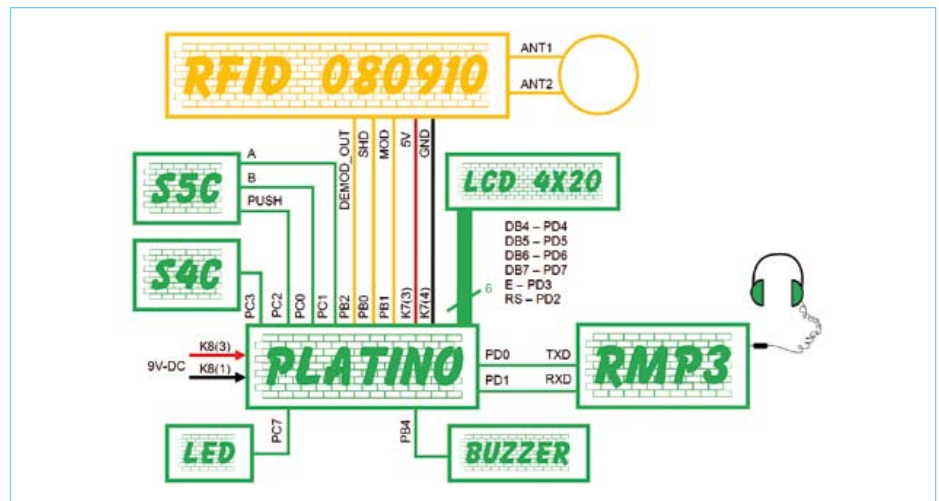 RFID 080910
ANT1
ANT2
S5C
A
B
PUSH
DEMOD_OUT
SHD
MOD
5V
GND
LCD 4X20
DB4 – PD4
DB5 – PD5
DB6 – PD6
DB7 – PD7
E – PD3
RS – PD2
6
S4C
PC3
PC2
PC0
PC1
PB2
PB0
PB1
K7(3)
K7(4)
9V-DC
K8(3)
K8(1)
PLATINO
PD0
TXD
PD1
RXD
RMP3
LED
PC7
PB4
BUZZER